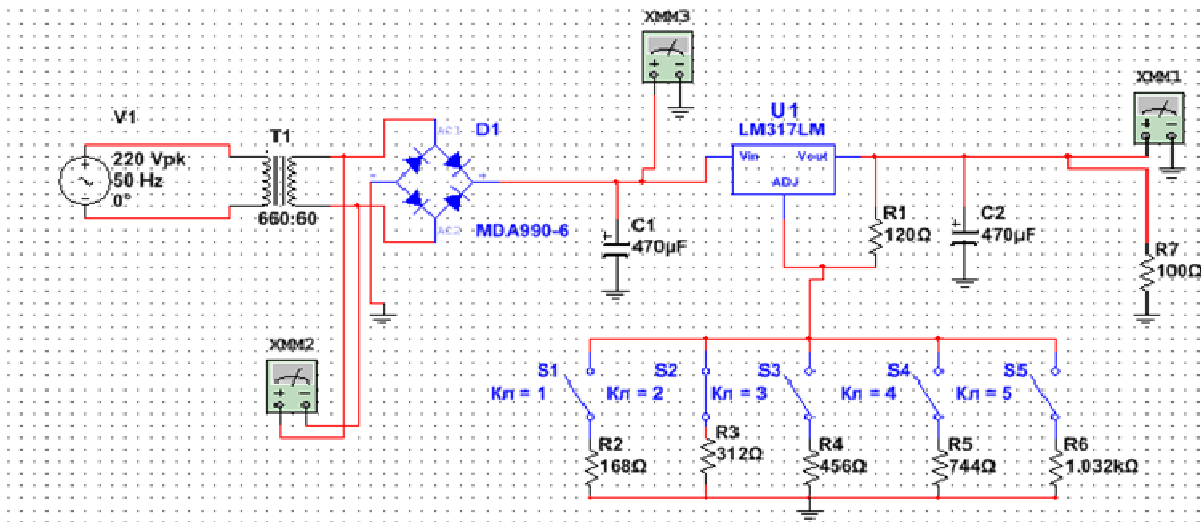 XMM3
XMM1
V1
220 Vpk
50 Hz
0°
T1
660:60
AC1
D1
-
+
AC2
MDA990-6
C1
470µF
U1
LM317LM
Vin
Vout
ADJ
R1
120Ω
C2
470µF
R7
100Ω
XMM2
S1
Кл = 1
S2
Кл = 2
S3
Кл = 3
S4
Кл = 4
S5
Кл = 5
R2
168Ω
R3
312Ω
R4
456Ω
R5
744Ω
R6
1.032kΩ